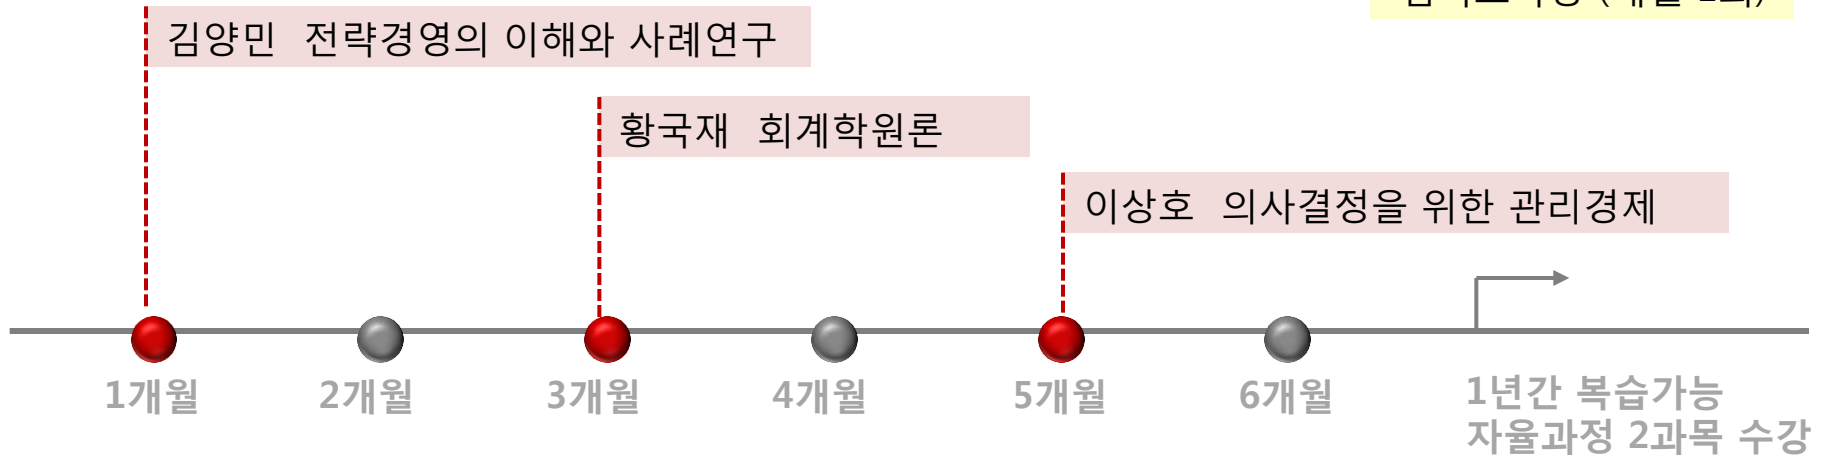 김양민 전략경영의 이해와 사례연구
황국재 회계학원론
이상호 의사결정을 위한 관리경제
1개월
2개월
3개월
4개월
5개월
6개월
1년간 복습가능
자율과정 2과목 수강